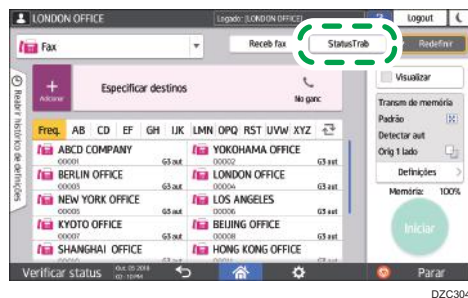 LONDON OFFICE
Logado: [LONDON OFFICE]
Logout
Fax
Receb fax
StatusTrab
Redefinir
Reabrir histórico de definições
Adicionar
Especificar destinos
No ganc
Visualizar
Transm de memória
Padrão
Detectar aut
Orig 1 lado
Definições
Memória: 100%
Iniciar
Freq. AB CD EF GH IJK LMN OPQ RST UVW XYZ
ABCD COMPANY
00001 G3 aut
YOKOHAMA OFFICE
00002 G3 aut
BERLIN OFFICE
00003 G3 aut
LONDON OFFICE
00004 G3 aut
NEW YORK OFFICE
00005 G3 aut
LOS ANGELES
00006 G3 aut
KYOTO OFFICE
00007 G3 aut
BEIJING OFFICE
00008 G3 aut
SHANGHAI OFFICE
HONG KONG OFFICE
Verificar status
Parar
DZC304